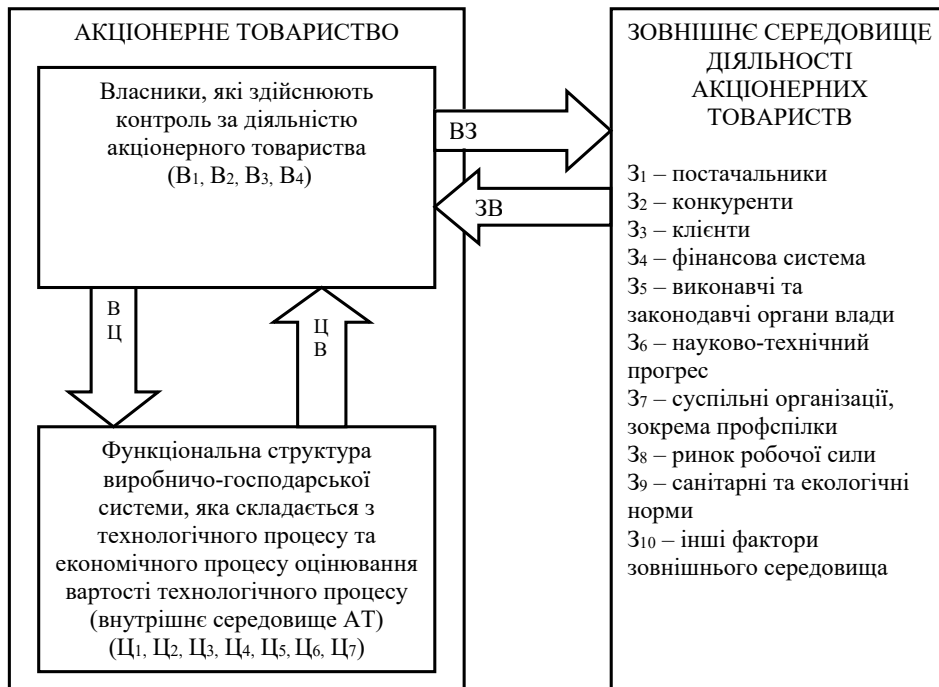 АКЦІОНЕРНЕ ТОВАРИСТВО
Власники, які здійснюють
контроль за діяльністю
акціонерного товариства
(В₁, В₂, В₃, В₄)
ВЗ
ЗВ
В
Ц
Ц
В
Функціональна структура
виробничо-господарської
системи, яка складається з
технологічного процесу та
економічного процесу оцінювання
вартості технологічного процесу
(внутрішнє середовище АТ)
(Ц₁, Ц₂, Ц₃, Ц₄, Ц₅, Ц₆, Ц₇)
ЗОВНІШНЄ СЕРЕДОВИЩЕ
ДІЯЛЬНОСТІ
АКЦІОНЕРНИХ
ТОВАРИСТВ
З₁ – постачальники
З₂ – конкуренти
З₃ – клієнти
З₄ – фінансова система
З₅ – виконавчі та
законодавчі органи влади
З₆ – науково-технічний
прогрес
З₇ – суспільні організації,
зокрема профспілки
З₈ – ринок робочої сили
З₉ – санітарні та екологічні
норми
З₁₀ – інші фактори
зовнішнього середовища